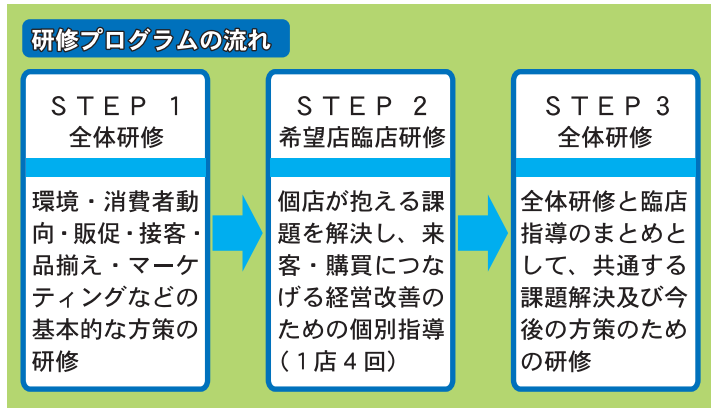 研修プログラムの流れ
STEP 1
全体研修
環境・消費者動
向・販促・接客・
品揃え・マーケ
ティングなどの
基本的な方策の
研修
STEP 2
希望店臨店研修
個店が抱える課
題を解決し、来
客・購買につな
げる経営改善の
ための個別指導
(1店4回)
STEP 3
全体研修
全体研修と臨店
指導のまとめと
して、共通する
課題解決及び今
後の方策のため
の研修